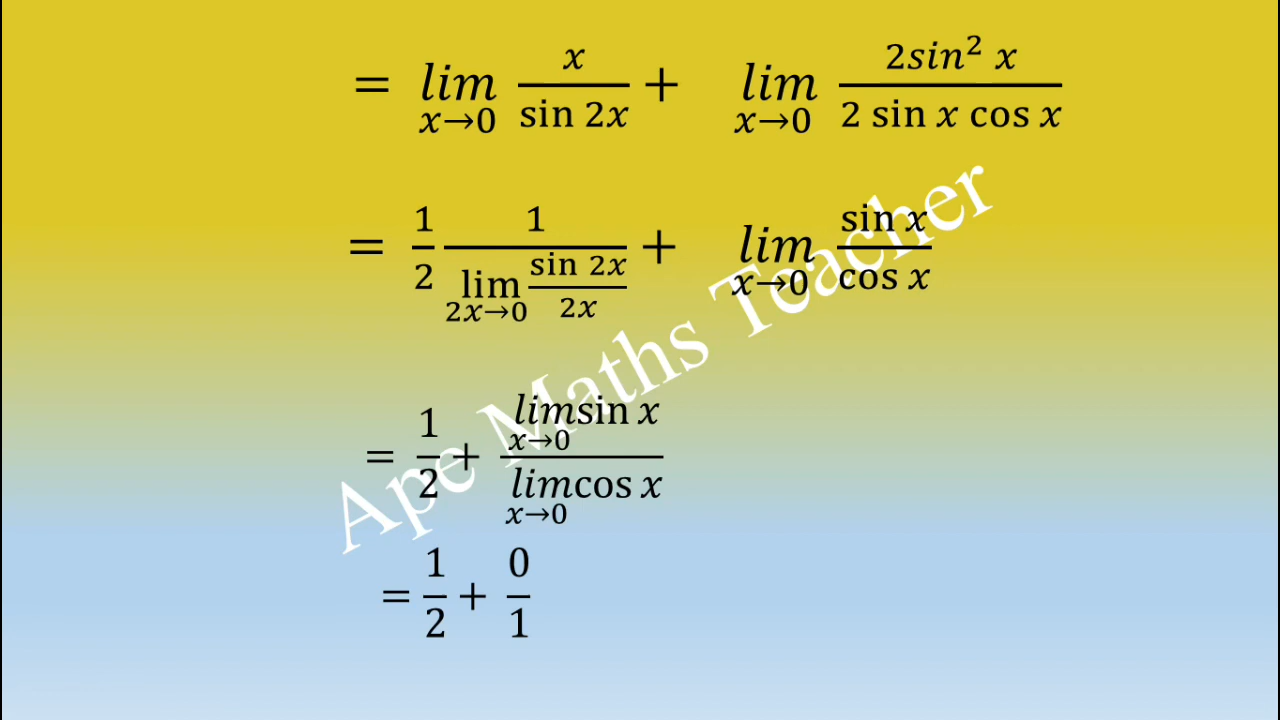 = lim x→0 x/sin 2x + lim x→0 2sin² x/2 sin x cos x
= 1/2 1/lim 2x→0 sin 2x/2x + lim x→0 sin x/cos x
= 1/2 + lim x→0 sin x/lim x→0 cos x
= 1/2 + 0/1
Ape Maths Teacher